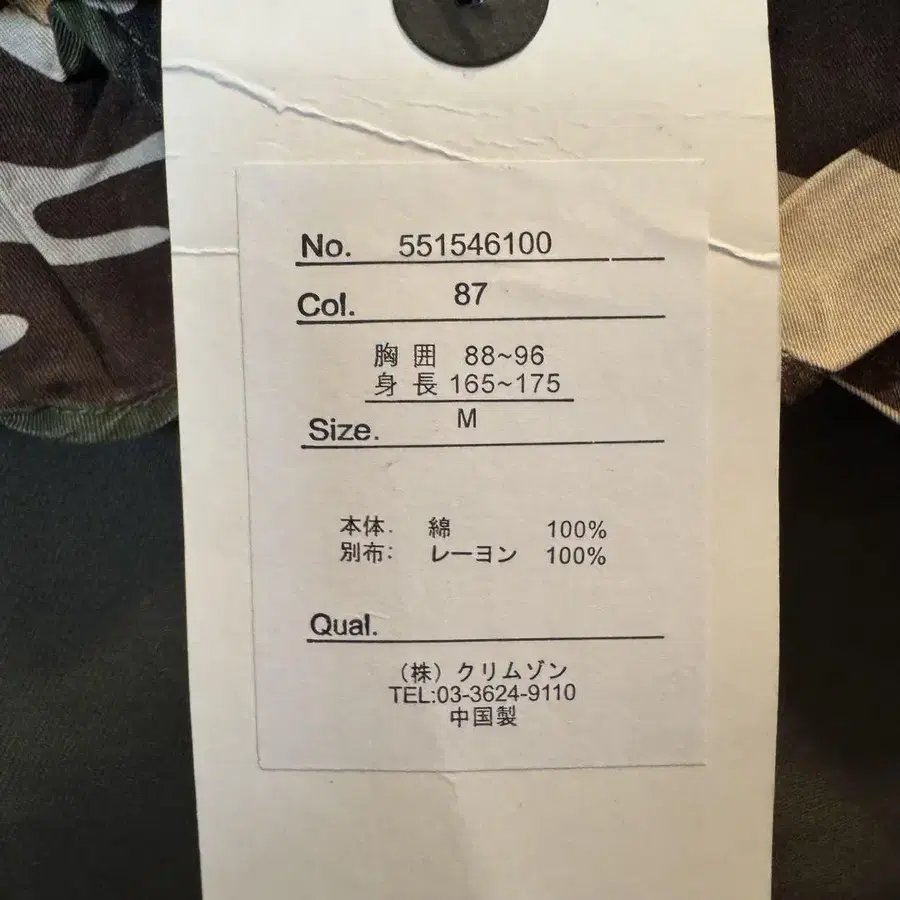 No. 551546100
Col. 87
胸 囲 88~96
身 長 165~175
Size. M
本体. 綿 100%
別布: レーヨン 100%
Qual.
(株)クリムゾン
TEL:03-3624-9110
中国製